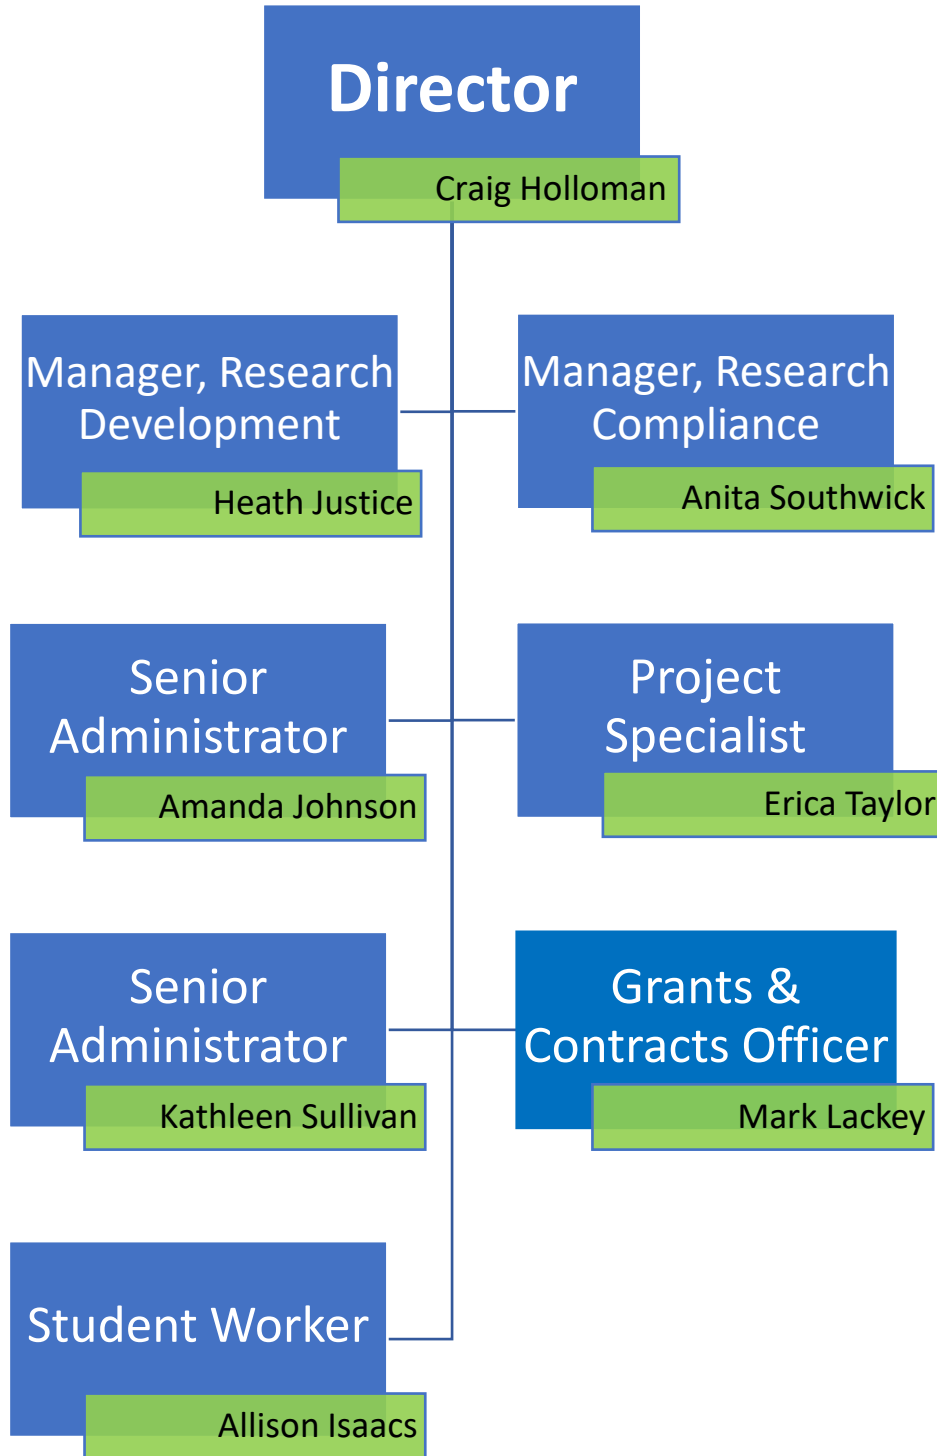 Director
Craig Holloman
Manager, Research
Development
Heath Justice
Manager, Research
Compliance
Anita Southwick
Senior
Administrator
Amanda Johnson
Project
Specialist
Erica Taylor
Senior
Administrator
Kathleen Sullivan
Grants &
Contracts Officer
Mark Lackey
Student Worker
Allison Isaacs